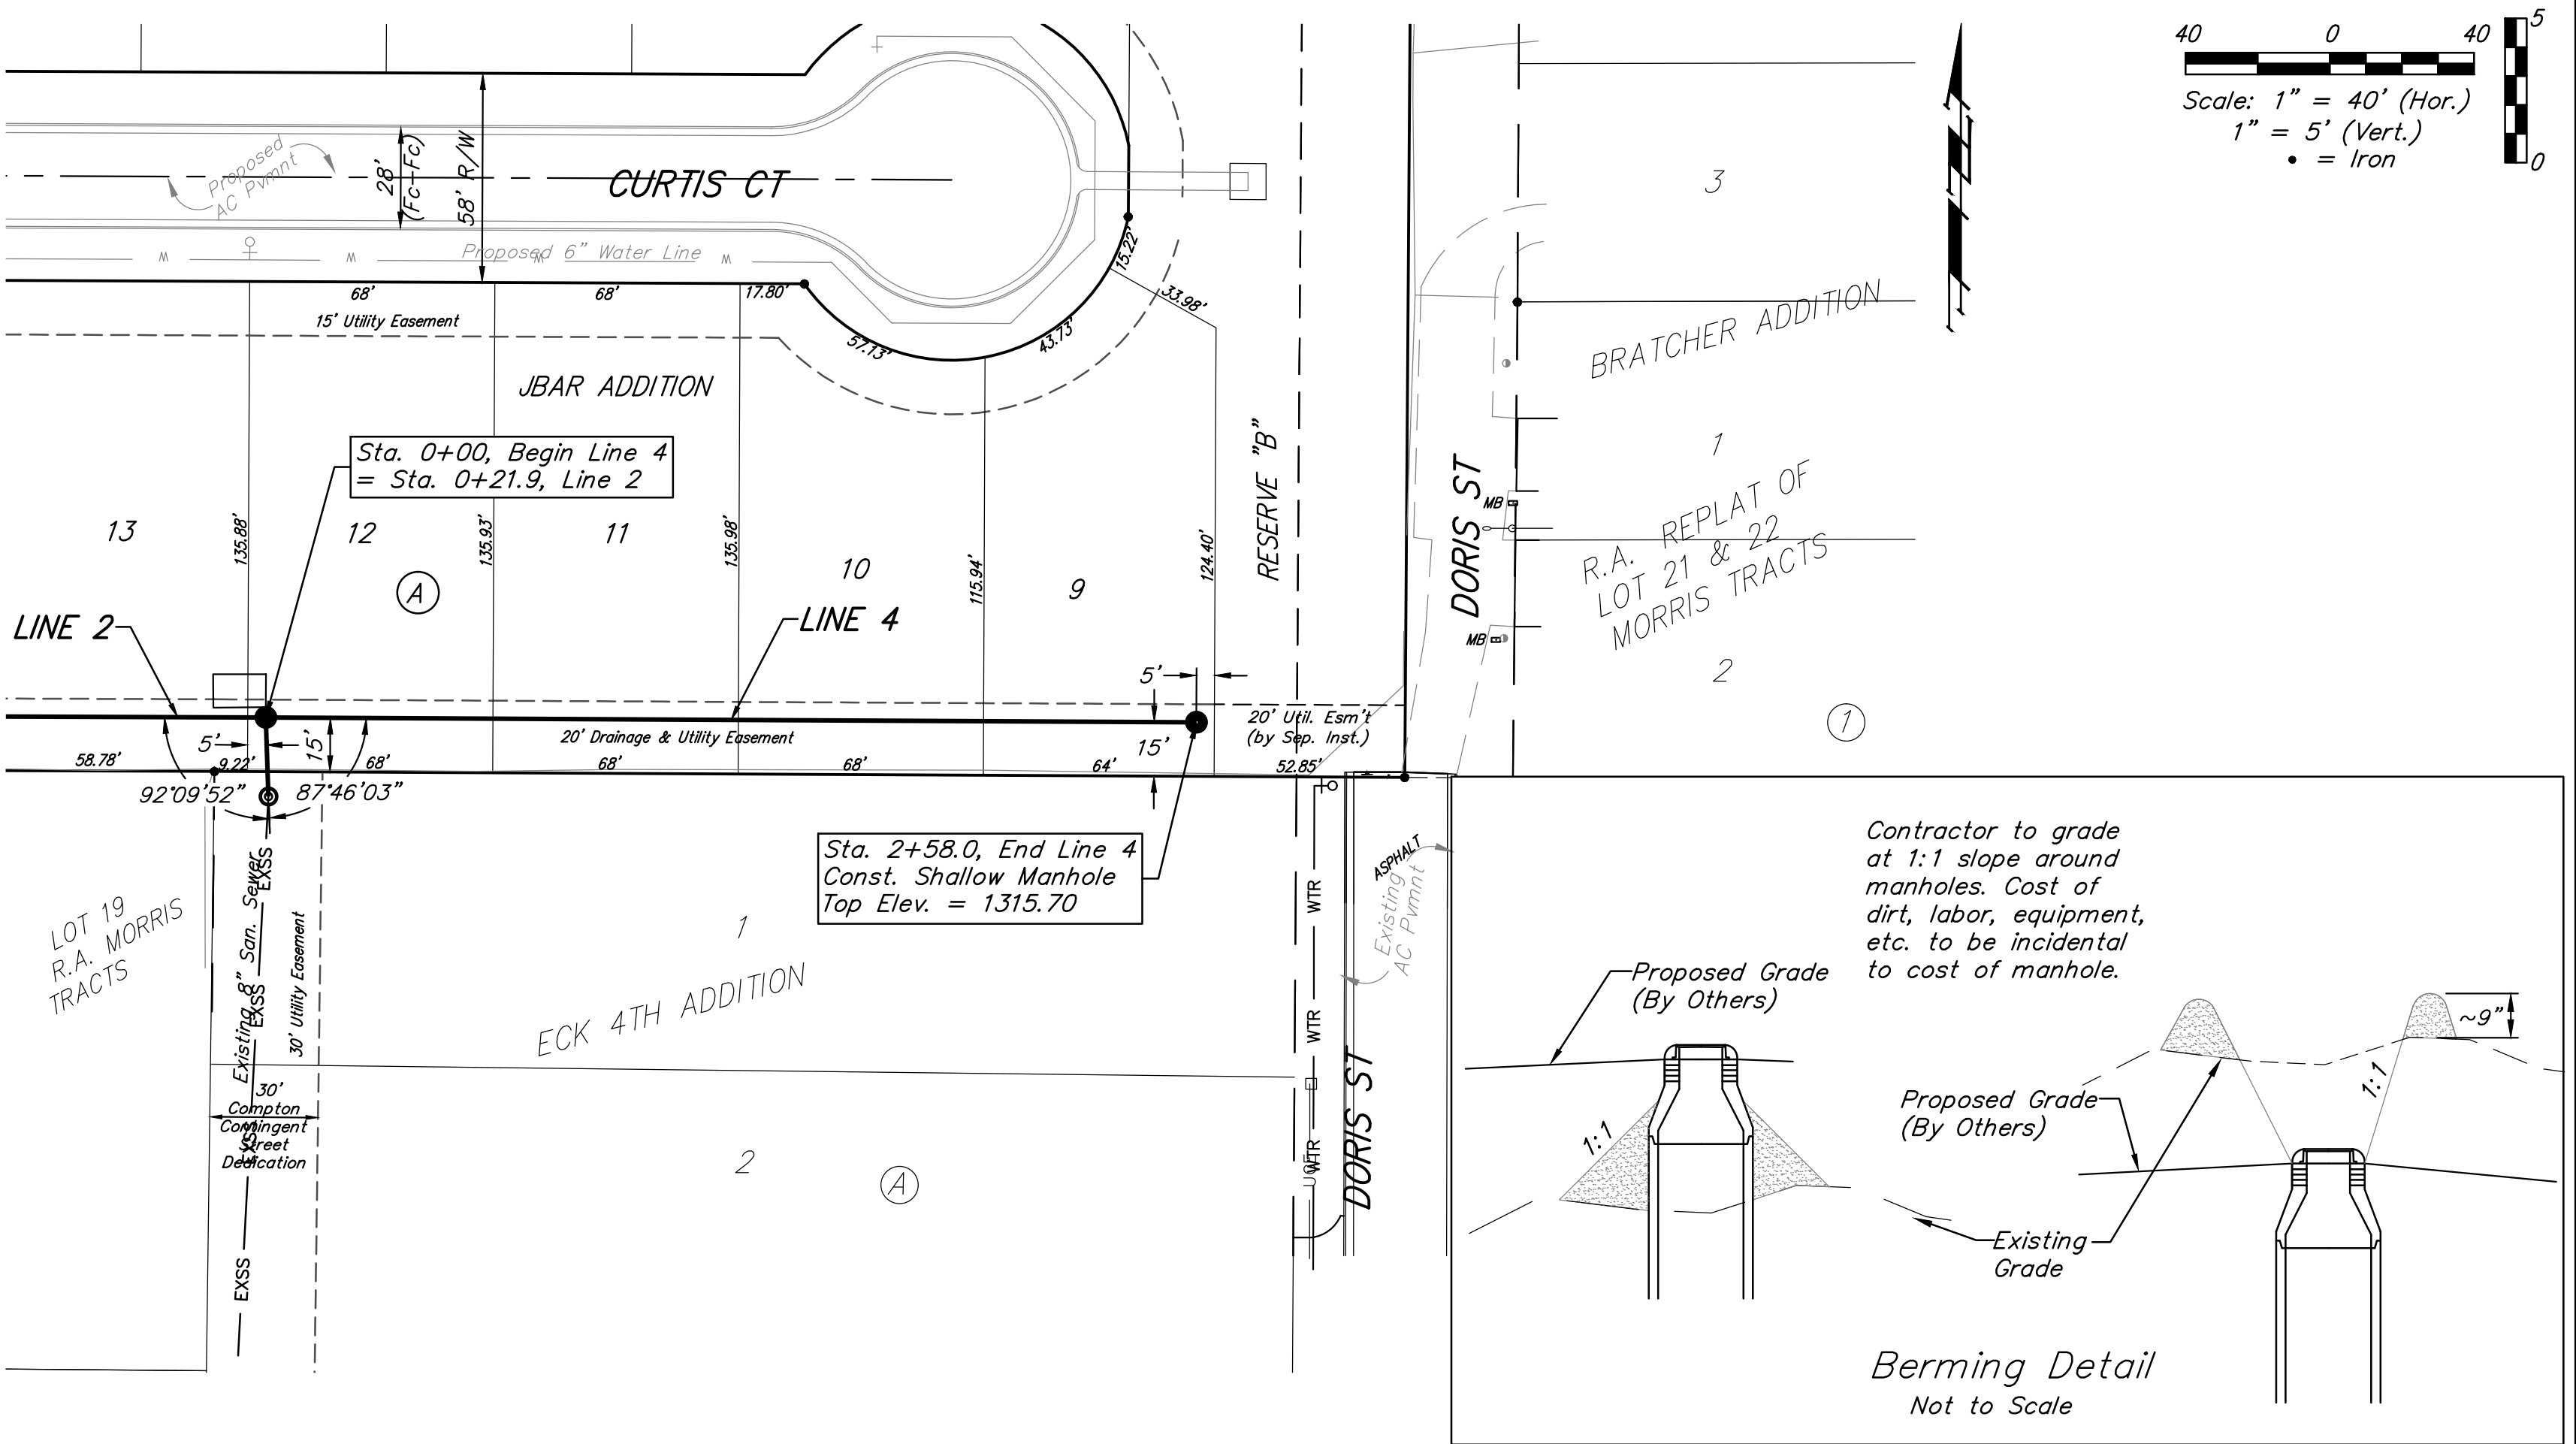 40 0 40
5
0
Scale: 1" = 40' (Hor.)
1" = 5' (Vert.)
• = Iron
Proposed
AC Pvmnt
28'
(Fc-Fc)
58' R/W
CURTIS CT
W W W W
Proposed 6" Water Line
68' 68' 17.80'
15' Utility Easement
57.13'
43.73'
15.22'
33.98'
JBAR ADDITION
Sta. 0+00, Begin Line 4
= Sta. 0+21.9, Line 2
13 12 11 10 9
135.88'
135.93'
135.98'
115.94'
124.40'
A
RESERVE "B"
DORIS ST
MB
MB
3
BRATCHER ADDITION
1
R.A. REPLAT OF
LOT 21 & 22
MORRIS TRACTS
2
1
LINE 2
LINE 4
5'
15'
20' Drainage & Utility Easement
5'
15'
20' Util. Esm't
(by Sep. Inst.)
58.78' 9.22' 68' 68' 68' 64' 52.85'
92°09'52"
87°46'03"
Sta. 2+58.0, End Line 4
Const. Shallow Manhole
Top Elev. = 1315.70
LOT 19
R.A. MORRIS
TRACTS
Existing 8" San. Sewer
EXSS
EXSS
EXSS
EXSS
30' Utility Easement
30'
Compton
Contingent
Street
Dedication
1
ECK 4TH ADDITION
2
A
WTR
WTR
WTR
UGE
ASPHALT
Existing
AC Pvmnt
DORIS ST
Contractor to grade
at 1:1 slope around
manholes. Cost of
dirt, labor, equipment,
etc. to be incidental
to cost of manhole.
Proposed Grade
(By Others)
1:1
Proposed Grade
(By Others)
1:1
~9"
Existing
Grade
Berming Detail
Not to Scale